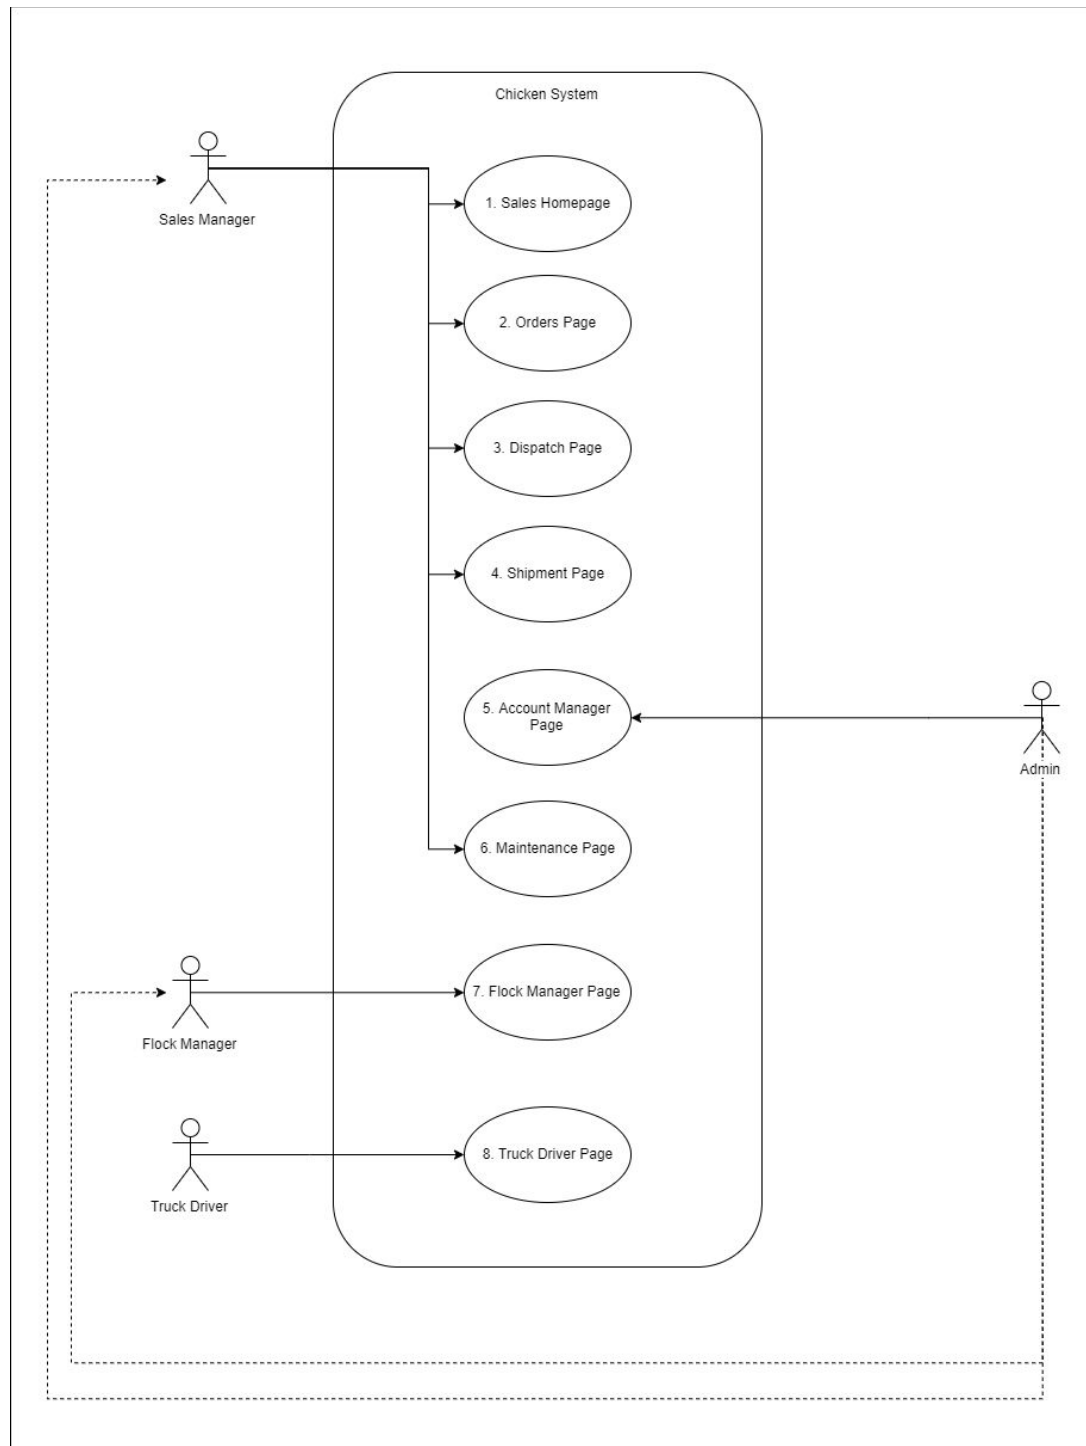 Chicken System
Sales Manager
1. Sales Homepage
2. Orders Page
3. Dispatch Page
4. Shipment Page
5. Account Manager
Page
Admin
6. Maintenance Page
7. Flock Manager Page
Flock Manager
8. Truck Driver Page
Truck Driver